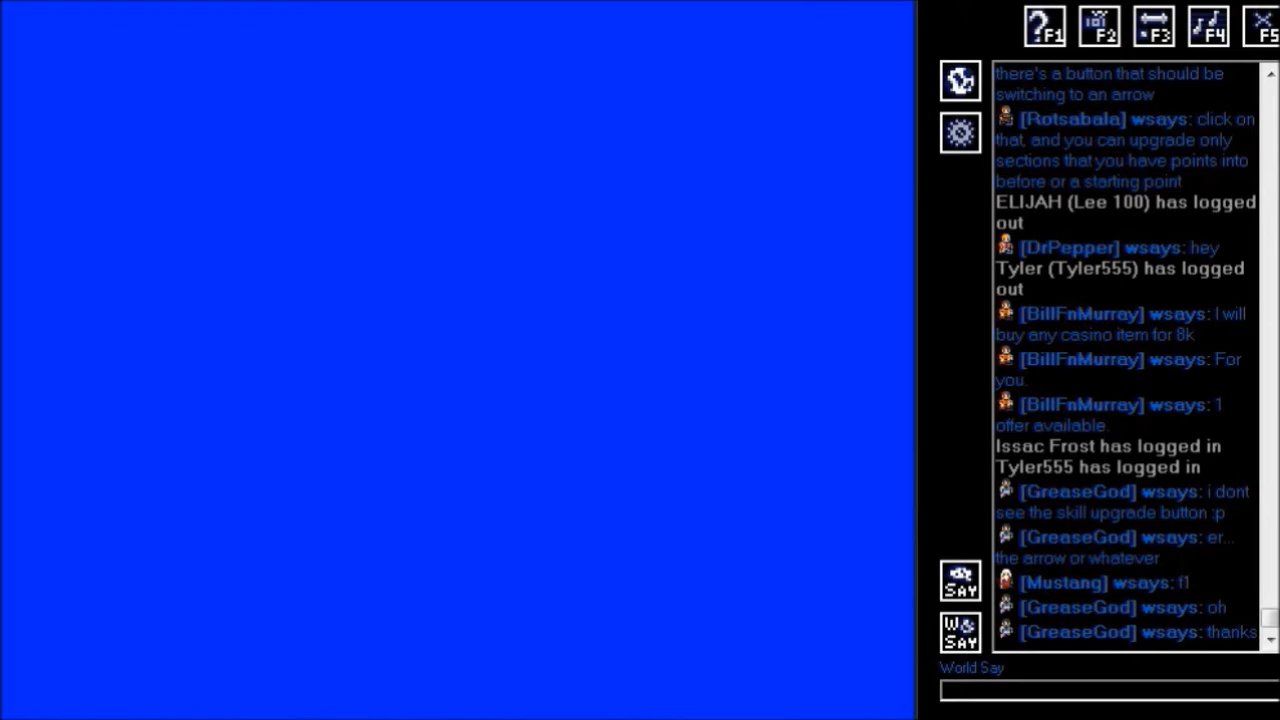 ?F1 F2 F3 F4 F5
there's a button that should be
switching to an arrow
[Rotsabala] wsays: click on
that, and you can upgrade only
sections that you have points into
before or a starting point
ELIJAH (Lee 100) has logged
out
[DrPepper] wsays: hey
Tyler (Tyler555) has logged
out
[BillFnMurray] wsays: I will
buy any casino item for 8k
[BillFnMurray] wsays: For
you.
[BillFnMurray] wsays: 1
offer available.
Issac Frost has logged in
Tyler555 has logged in
[GreaseGod] wsays: i dont
see the skill upgrade button :p
[GreaseGod] wsays: er...
the arrow or whatever
[Mustang] wsays: f1
[GreaseGod] wsays: oh
[GreaseGod] wsays: thanks
SAY
W&
SAY
World Say